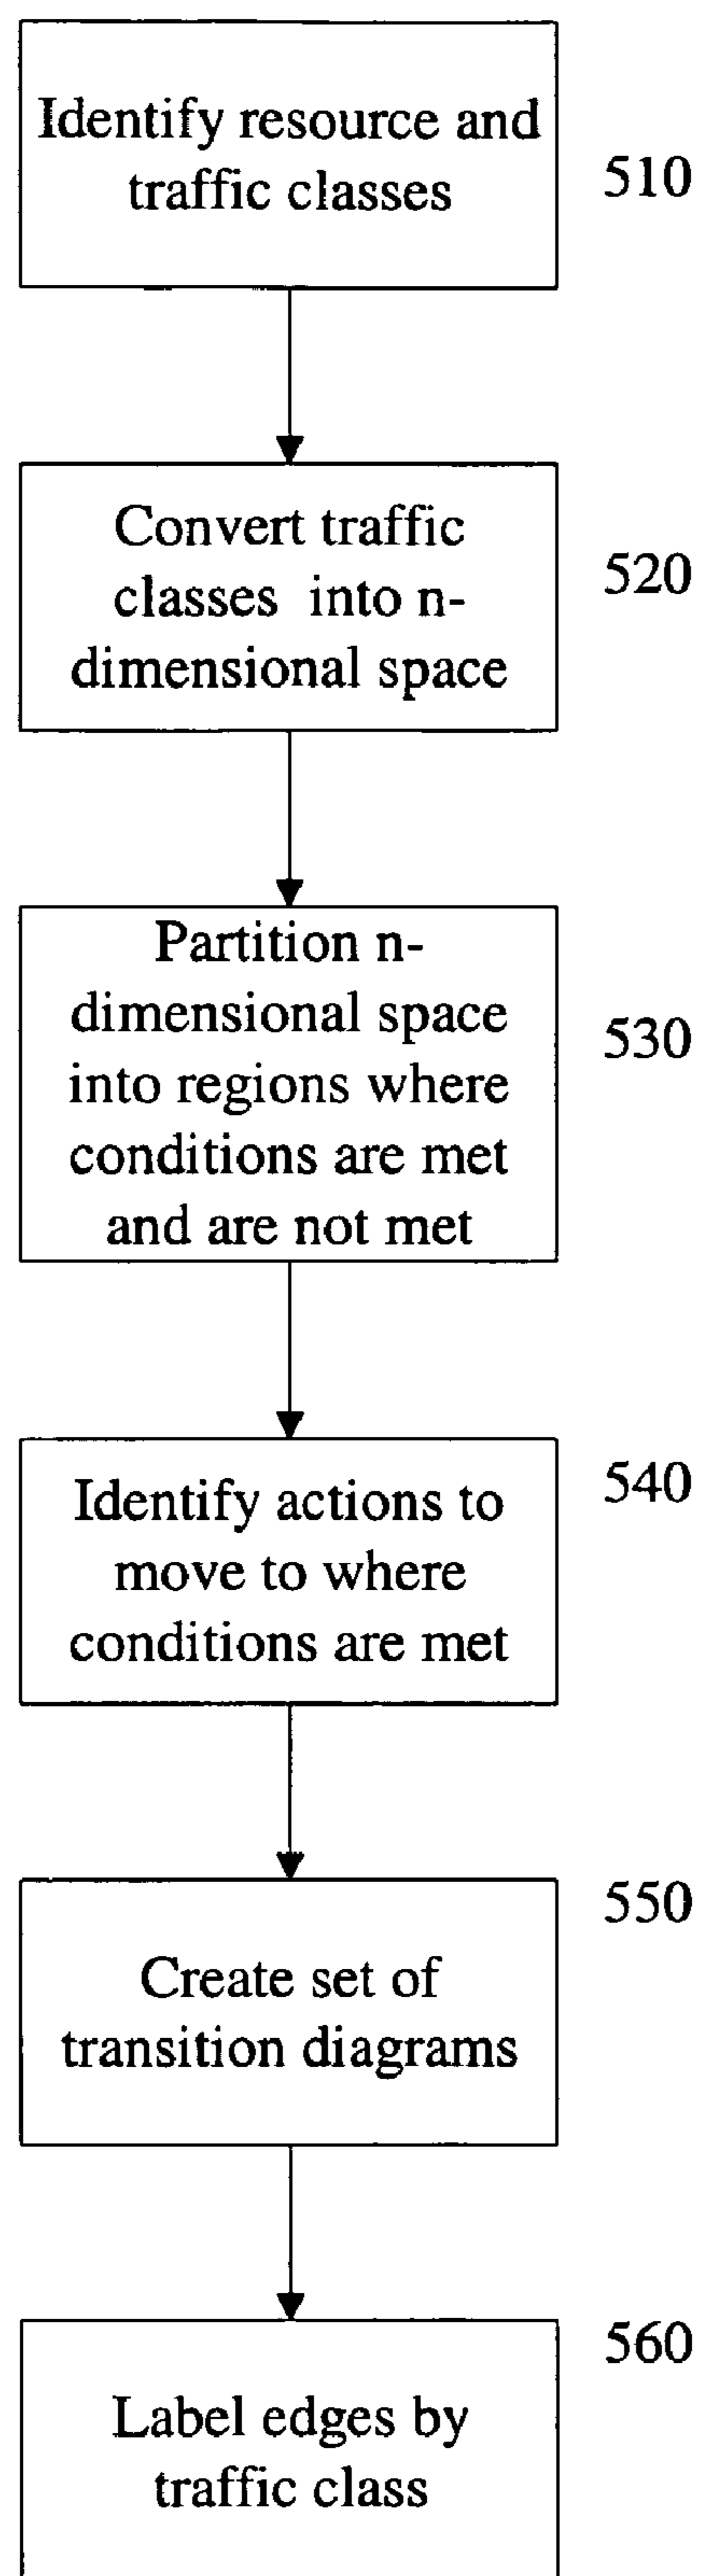 Identify resource and
traffic classes
510
Convert traffic
classes into n-
dimensional space
520
Partition n-
dimensional space
into regions where
conditions are met
and are not met
530
Identify actions to
move to where
conditions are met
540
Create set of
transition diagrams
550
Label edges by
traffic class
560